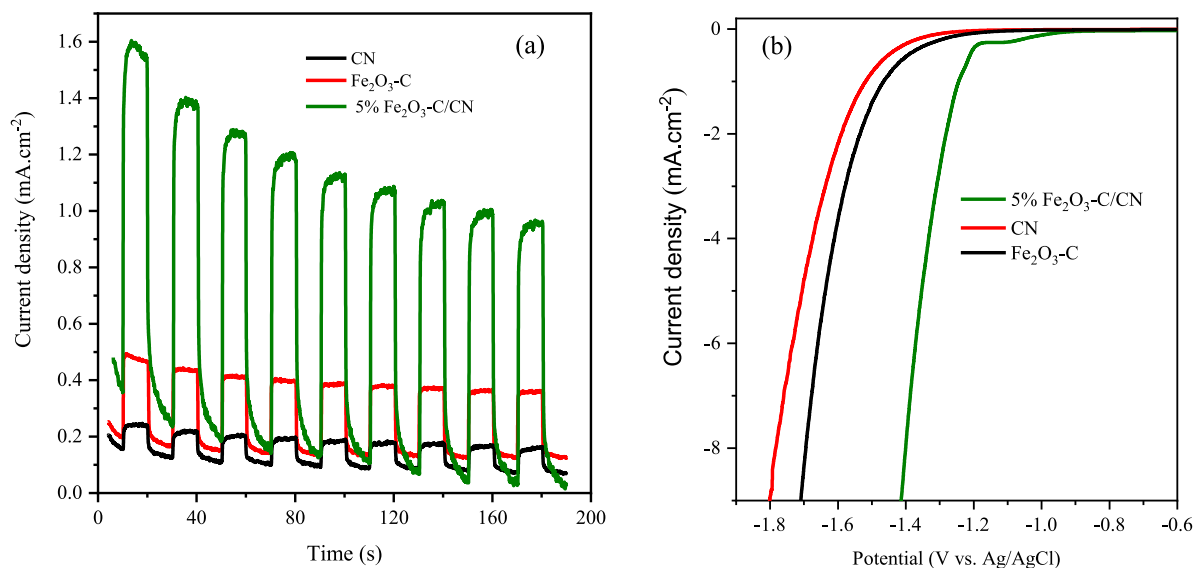 (a)
CN
Fe₂O₃-C
5% Fe₂O₃-C/CN
Current density (mA.cm⁻²)
1.6
1.4
1.2
1.0
0.8
0.6
0.4
0.2
0.0
0 40 80 120 160 200
Time (s)
(b)
5% Fe₂O₃-C/CN
CN
Fe₂O₃-C
Current density (mA.cm⁻²)
0
-2
-4
-6
-8
-1.8 -1.6 -1.4 -1.2 -1.0 -0.8 -0.6
Potential (V vs. Ag/AgCl)